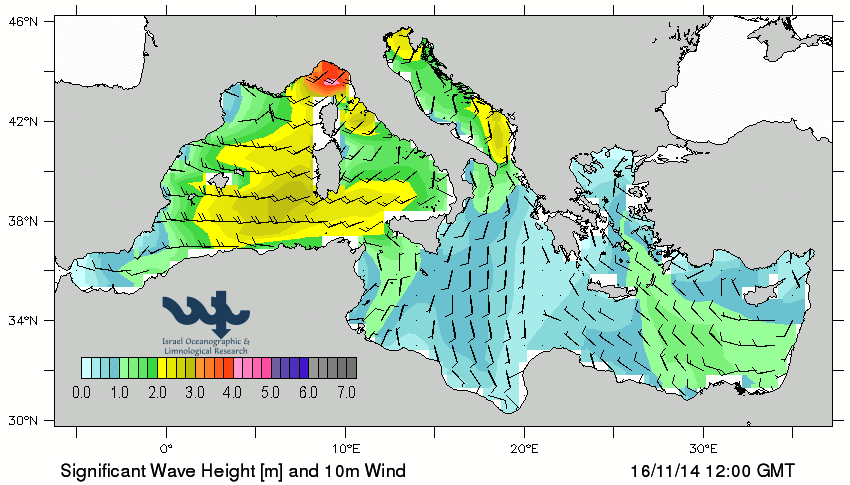 46°N
42°N
38°N
34°N
30°N
Israel Oceanographic &
Limnological Research
0.0 1.0 2.0 3.0 4.0 5.0 6.0 7.0
0° 10°E 20°E 30°E
Significant Wave Height [m] and 10m Wind 16/11/14 12:00 GMT